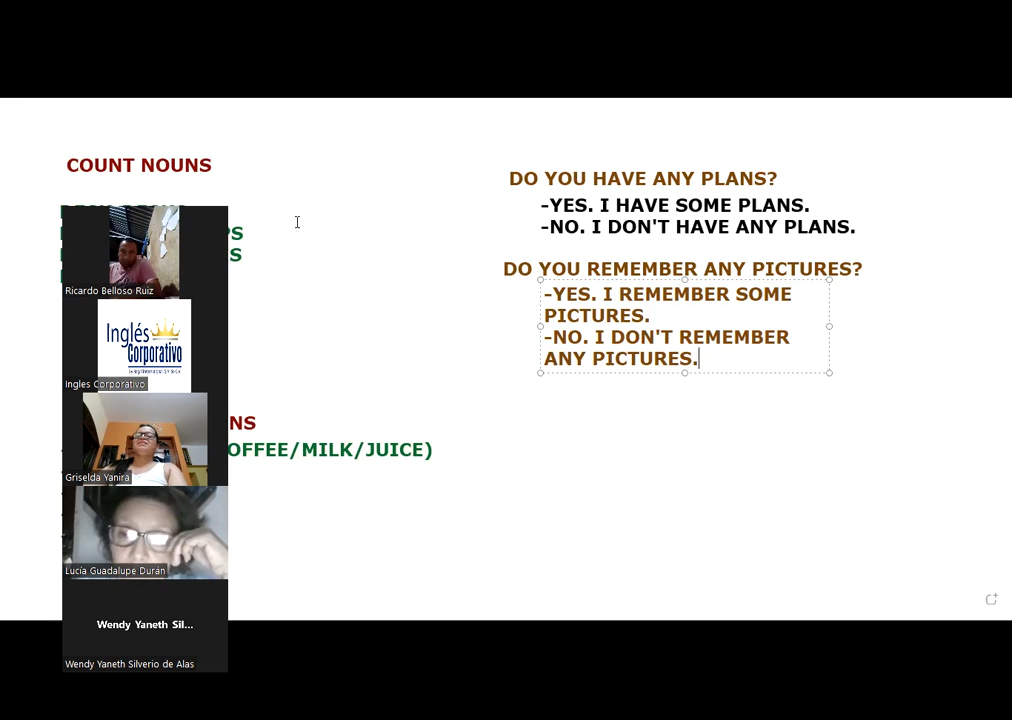 COUNT NOUNS
PS
S
NS
OFFEE/MILK/JUICE)
DO YOU HAVE ANY PLANS?
-YES. I HAVE SOME PLANS.
-NO. I DON'T HAVE ANY PLANS.
DO YOU REMEMBER ANY PICTURES?
-YES. I REMEMBER SOME
PICTURES.
-NO. I DON'T REMEMBER
ANY PICTURES.
Ricardo Belloso Ruiz
Inglés
Corporativo
Ingles Corporativo
Griselda Yanira
Lucía Guadalupe Durán
Wendy Yaneth Sil...
Wendy Yaneth Silverio de Alas